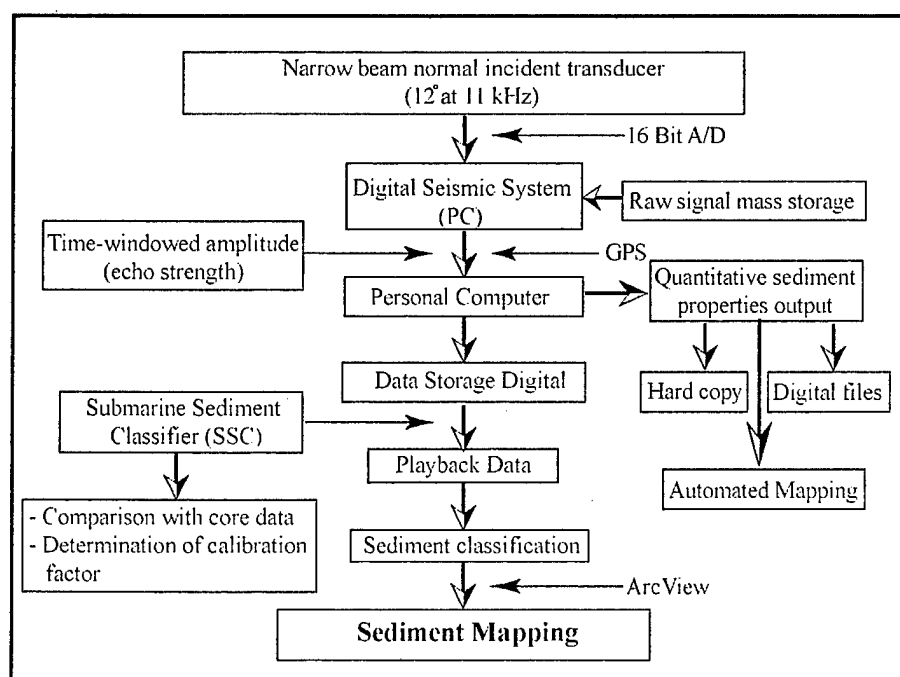 Narrow beam normal incident transducer
(12° at 11 kHz)
16 Bit A/D
Digital Seismic System
(PC)
Raw signal mass storage
Time-windowed amplitude
(echo strength)
GPS
Personal Computer
Quantitative sediment
properties output
Data Storage Digital
Hard copy
Digital files
Submarine Sediment
Classifier (SSC)
Playback Data
Automated Mapping
- Comparison with core data
- Determination of calibration
factor
Sediment classification
ArcView
Sediment Mapping